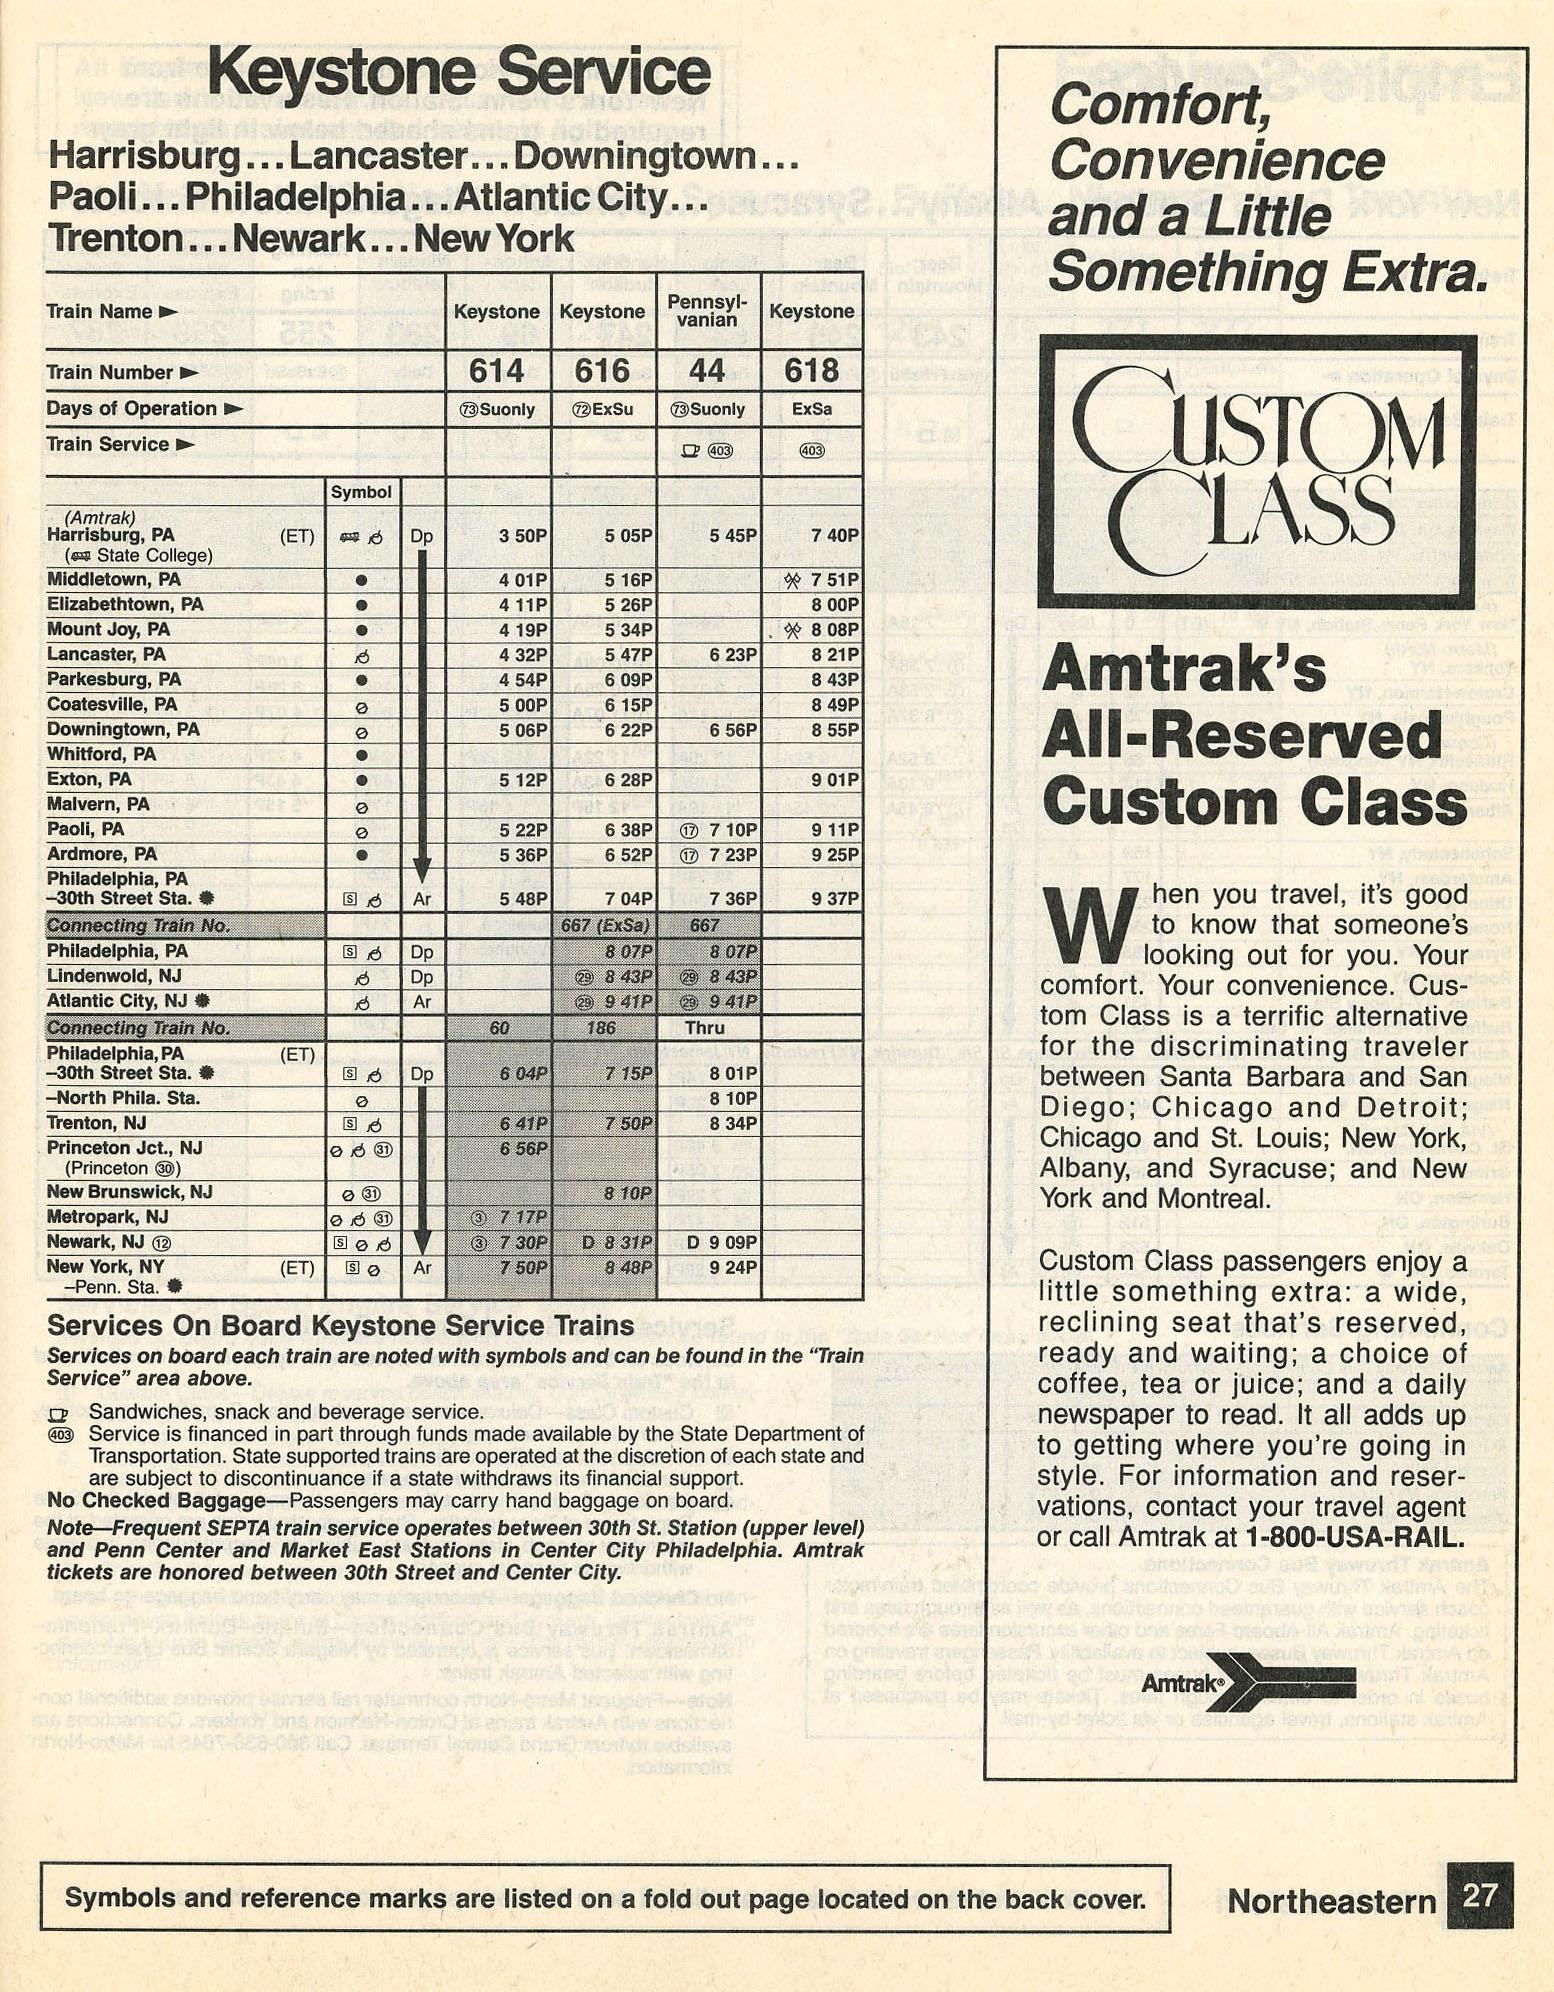 Keystone Service
Harrisburg...Lancaster...Downingtown...
Paoli...Philadelphia...Atlantic City...
Trenton...Newark...New York
Train Name ► Keystone Keystone Pennsyl-vanian Keystone
Train Number ► 614 616 44 618
Days of Operation ► 73 Suonly 72 ExSu 73 Suonly ExSa
Train Service ► 403 403
Symbol
(Amtrak)
Harrisburg, PA (ET) Dp 3 50P 5 05P 5 45P 7 40P
( State College)
Middletown, PA ● 4 01P 5 16P 7 51P
Elizabethtown, PA ● 4 11P 5 26P 8 00P
Mount Joy, PA ● 4 19P 5 34P 8 08P
Lancaster, PA 4 32P 5 47P 6 23P 8 21P
Parkesburg, PA ● 4 54P 6 09P 8 43P
Coatesville, PA 5 00P 6 15P 8 49P
Downingtown, PA 5 06P 6 22P 6 56P 8 55P
Whitford, PA ●
Exton, PA ● 5 12P 6 28P 9 01P
Malvern, PA
Paoli, PA 5 22P 6 38P 17 7 10P 9 11P
Ardmore, PA ● 5 36P 6 52P 17 7 23P 9 25P
Philadelphia, PA
–30th Street Sta. S Ar 5 48P 7 04P 7 36P 9 37P
Connecting Train No. 667 (ExSa) 667
Philadelphia, PA S Dp 8 07P 8 07P
Lindenwold, NJ Dp 29 8 43P 29 8 43P
Atlantic City, NJ Ar 29 9 41P 29 9 41P
Connecting Train No. 60 186 Thru
Philadelphia, PA (ET)
–30th Street Sta. S Dp 6 04P 7 15P 8 01P
–North Phila. Sta. 8 10P
Trenton, NJ S 6 41P 7 50P 8 34P
Princeton Jct., NJ 31 6 56P
(Princeton 30)
New Brunswick, NJ 31 8 10P
Metropark, NJ 31 3 7 17P
Newark, NJ 12 S 3 7 30P D 8 31P D 9 09P
New York, NY (ET) S Ar 7 50P 8 48P 9 24P
–Penn. Sta.
Services On Board Keystone Service Trains
Services on board each train are noted with symbols and can be found in the “Train
Service” area above.
Sandwiches, snack and beverage service.
403 Service is financed in part through funds made available by the State Department of
Transportation. State supported trains are operated at the discretion of each state and
are subject to discontinuance if a state withdraws its financial support.
No Checked Baggage—Passengers may carry hand baggage on board.
Note—Frequent SEPTA train service operates between 30th St. Station (upper level)
and Penn Center and Market East Stations in Center City Philadelphia. Amtrak
tickets are honored between 30th Street and Center City.
Comfort,
Convenience
and a Little
Something Extra.
CUSTOM
CLASS
Amtrak's
All-Reserved
Custom Class
When you travel, it's good
to know that someone's
looking out for you. Your
comfort. Your convenience. Cus-
tom Class is a terrific alternative
for the discriminating traveler
between Santa Barbara and San
Diego; Chicago and Detroit;
Chicago and St. Louis; New York,
Albany, and Syracuse; and New
York and Montreal.
Custom Class passengers enjoy a
little something extra: a wide,
reclining seat that's reserved,
ready and waiting; a choice of
coffee, tea or juice; and a daily
newspaper to read. It all adds up
to getting where you're going in
style. For information and reser-
vations, contact your travel agent
or call Amtrak at 1-800-USA-RAIL.
Amtrak®
Symbols and reference marks are listed on a fold out page located on the back cover.
Northeastern 27